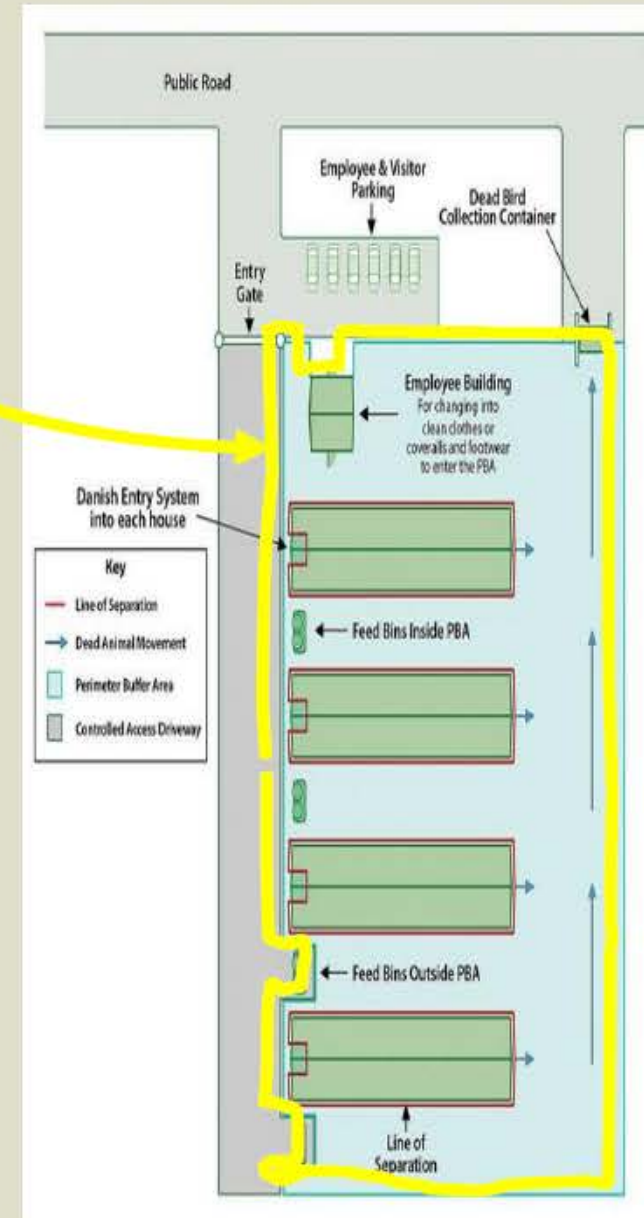 Public Road
Employee & Visitor
Parking
Dead Bird
Collection Container
Entry
Gate
Employee Building
For changing into
clean clothes or
coveralls and footwear
to enter the PBA
Danish Entry System
into each house
Key
Line of Separation
Dead Animal Movement
Perimeter Buffer Area
Controlled Access Driveway
Feed Bins Inside PBA
Feed Bins Outside PBA
Line of
Separation